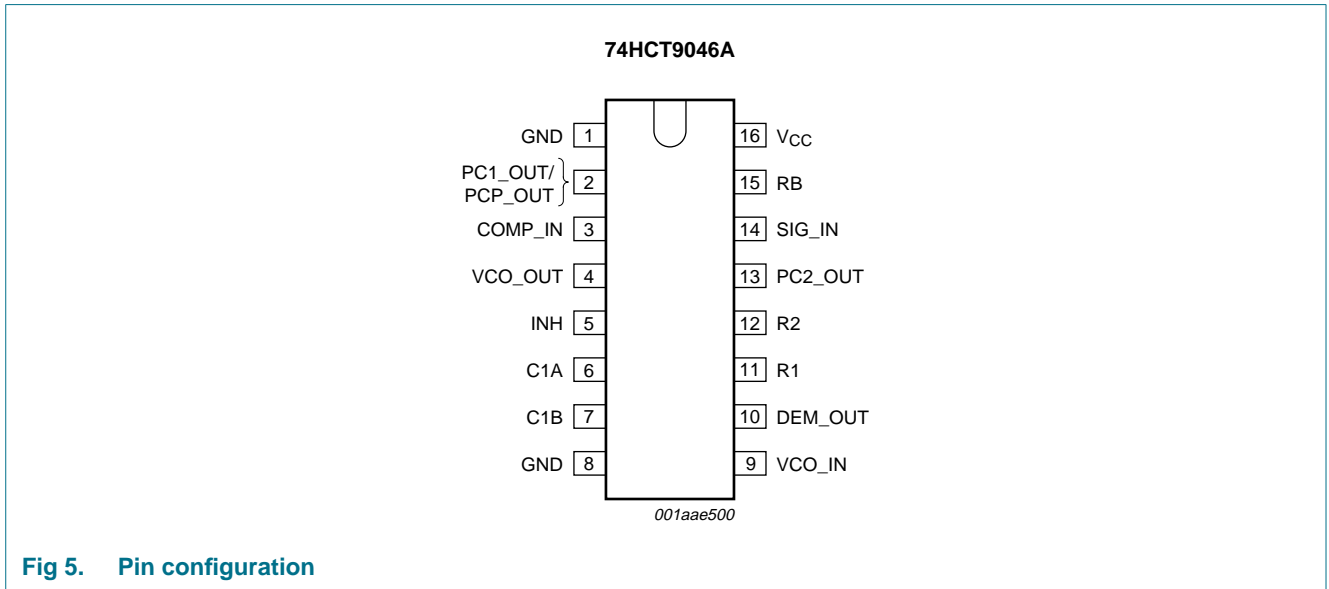 74HCT9046A
GND 1
16 VCC
PC1_OUT/
PCP_OUT
2
15 RB
COMP_IN 3
14 SIG_IN
VCO_OUT 4
13 PC2_OUT
INH 5
12 R2
C1A 6
11 R1
C1B 7
10 DEM_OUT
GND 8
9 VCO_IN
001aae500
Fig 5. Pin configuration